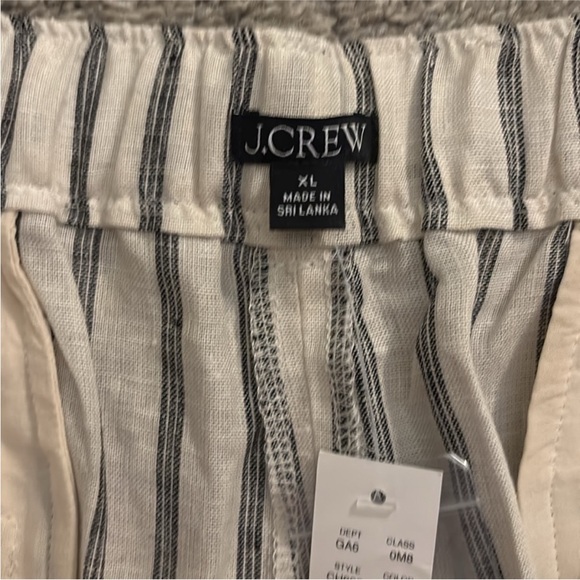 J.CREW
XL
MADE IN
SRI LANKA
DEPT CLASS
GA6 0M8
STYLE